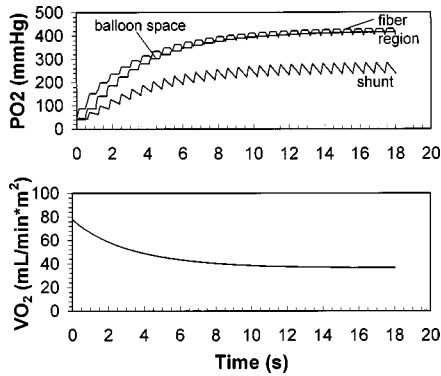 500
400
300
200
100
0
PO2 (mmHg)
balloon space
fiber
region
shunt
0 2 4 6 8 10 12 14 16 18 20
100
80
60
40
20
0
VO₂ (mL/min*m²)
0 2 4 6 8 10 12 14 16 18 20
Time (s)